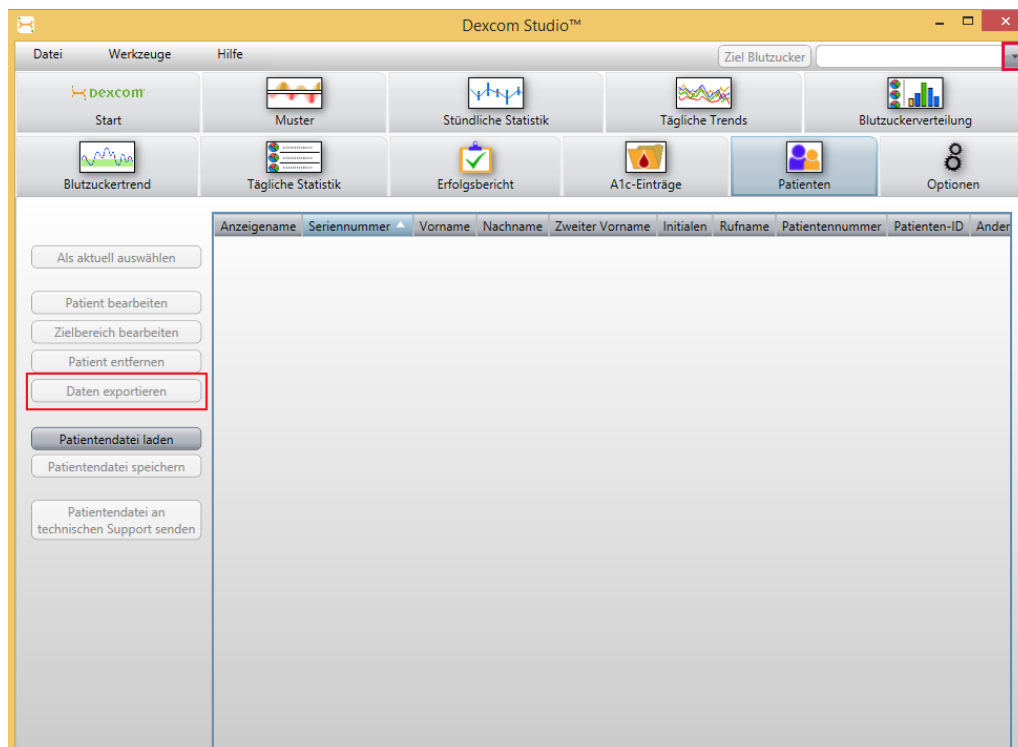 Dexcom Studio™
Datei Werkzeuge Hilfe Ziel Blutzucker
Dexcom
Start Muster Stündliche Statistik Tägliche Trends Blutzuckerverteilung
Blutzuckertrend Tägliche Statistik Erfolgsbericht A1c-Einträge Patienten Optionen
Anzeigename Seriennummer Vorname Nachname Zweiter Vorname Initialen Rufname Patientennummer Patienten-ID Ander
Als aktuell auswählen
Patient bearbeiten
Zielbereich bearbeiten
Patient entfernen
Daten exportieren
Patientendatei laden
Patientendatei speichern
Patientendatei an
technischen Support senden